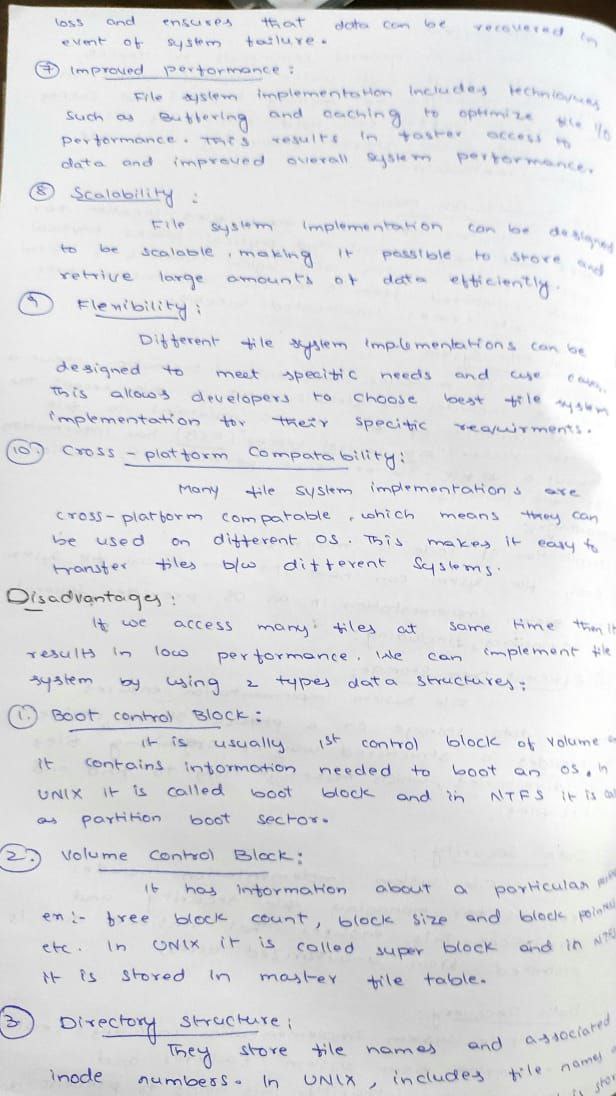 loss and ensures that data can be recovered in
event of system failure.
⑦ Improved performance:
File system implementation includes techniques
such as Buffering and caching to optimize file I/o
performance. This results in faster access to
data and improved overall system performance.
⑧ Scalability:
File system implementation can be designed
to be scalable, making it possible to store and
retrive large amounts of data efficiently.
⑨ Flexibility:
Different file system implementations can be
designed to meet specific needs and use cases.
This allows developers to choose best file system
implementation for their specific requirments.
⑩ Cross-platform Compatability:
Many file system implementations are
cross-platform compatable, which means they can
be used on different OS. This makes it easy to
transfer files b/w different Systems.
Disadvantages:
If we access many files at same time then it
results in low performance. We can implement file
system by using 2 types data structures:
①. Boot control Block:
it is usually 1st control block of volume
it contains information needed to boot an OS. in
UNIX it is called boot block and in NTFS it is
as partition boot sector.
②. Volume Control Block:
it has information about a particular
ex:- free block count, block size and block
etc. In UNIX it is called super block and in
it is stored in master file table.
③ Directory structure:
They store file names and associated
inode numbers. In UNIX, includes file names